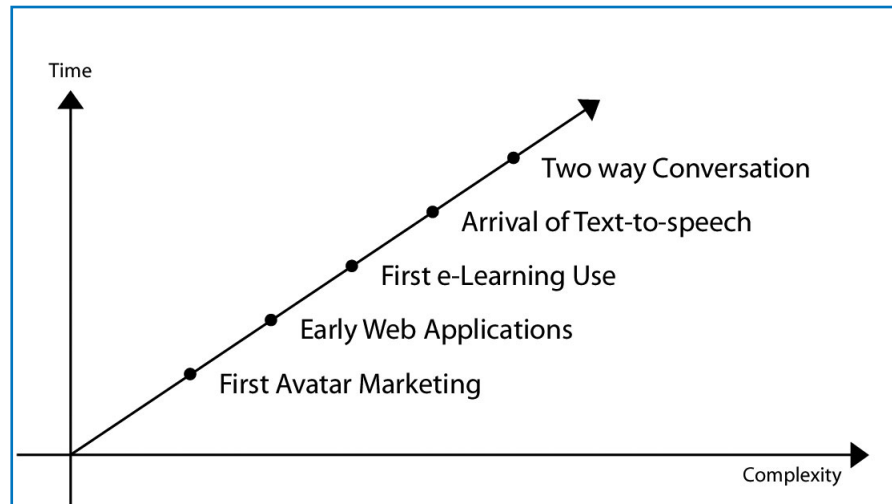 Time
Two way Conversation
Arrival of Text-to-speech
First e-Learning Use
Early Web Applications
First Avatar Marketing
Complexity